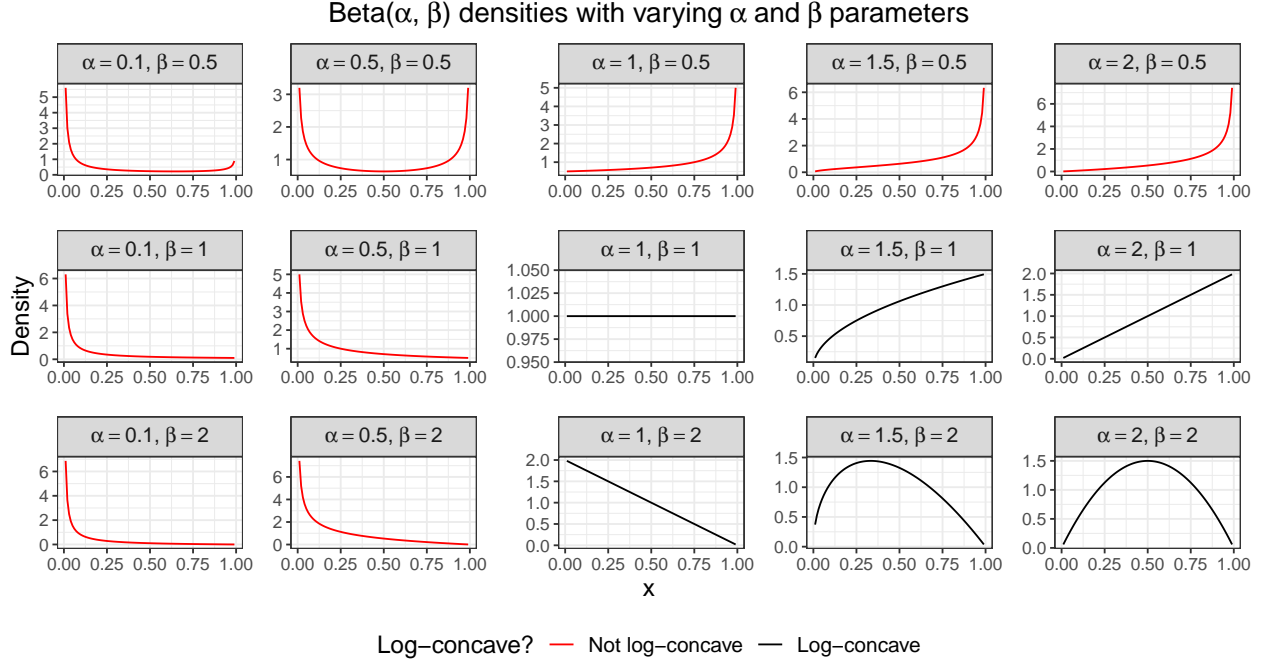 Beta(α, β) densities with varying α and β parameters
α = 0.1, β = 0.5
α = 0.5, β = 0.5
α = 1, β = 0.5
α = 1.5, β = 0.5
α = 2, β = 0.5
5
4
3
2
1
0
3
2
1
5
4
3
2
1
6
4
2
0
6
4
2
0
0.00 0.25 0.50 0.75 1.00
0.00 0.25 0.50 0.75 1.00
0.00 0.25 0.50 0.75 1.00
0.00 0.25 0.50 0.75 1.00
0.00 0.25 0.50 0.75 1.00
Density
α = 0.1, β = 1
α = 0.5, β = 1
α = 1, β = 1
α = 1.5, β = 1
α = 2, β = 1
6
4
2
0
5
4
3
2
1
1.050
1.025
1.000
0.975
0.950
1.5
1.0
0.5
2.0
1.5
1.0
0.5
0.0
0.00 0.25 0.50 0.75 1.00
0.00 0.25 0.50 0.75 1.00
0.00 0.25 0.50 0.75 1.00
0.00 0.25 0.50 0.75 1.00
0.00 0.25 0.50 0.75 1.00
α = 0.1, β = 2
α = 0.5, β = 2
α = 1, β = 2
α = 1.5, β = 2
α = 2, β = 2
6
4
2
0
6
4
2
0
2.0
1.5
1.0
0.5
0.0
1.5
1.0
0.5
0.0
1.5
1.0
0.5
0.0
0.00 0.25 0.50 0.75 1.00
0.00 0.25 0.50 0.75 1.00
0.00 0.25 0.50 0.75 1.00
0.00 0.25 0.50 0.75 1.00
0.00 0.25 0.50 0.75 1.00
x
Log−concave? Not log−concave Log−concave